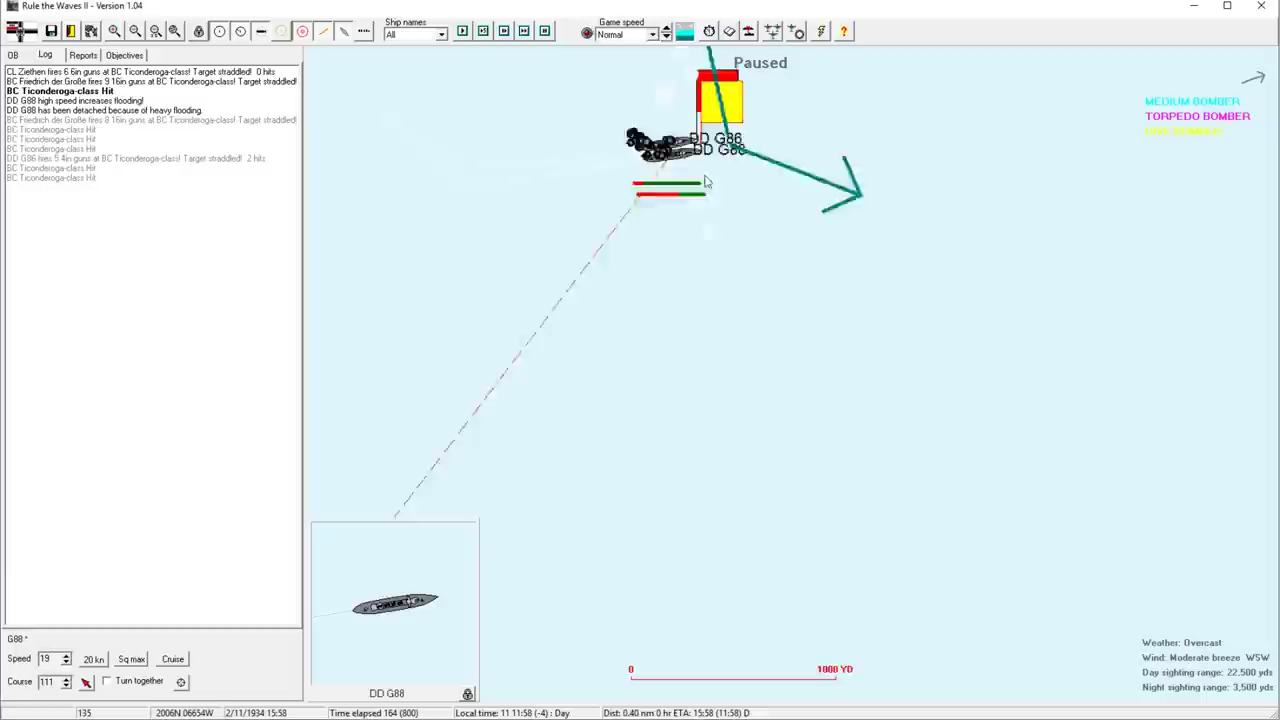 Rule the Waves II - Version 1.04
Ship names
All
Game speed
Normal
OB
Log
Reports
Objectives
CL Ziethen fires 6 6in guns at BC Ticonderoga-class! Target straddled! 0 hits
BC Friedrich der Große fires 9 16in guns at BC Ticonderoga-class! Target straddled!
BC Ticonderoga-class Hit
DD G88 high speed increases flooding!
DD G88 has been detached because of heavy flooding.
BC Friedrich der Große fires 8 16in guns at BC Ticonderoga-class! Target straddled!
BC Ticonderoga-class Hit
BC Ticonderoga-class Hit
BC Ticonderoga-class Hit
DD G86 fires 5 4in guns at BC Ticonderoga-class! Target straddled! 2 hits
BC Ticonderoga-class Hit
BC Ticonderoga-class Hit
Paused
MEDIUM BOMBER
TORPEDO BOMBER
DIVE BOMBER
DD G86
DD G88
0
1000 YD
Weather: Overcast
Wind: Moderate breeze WSW
Day sighting range: 22,500 yds
Night sighting range: 3,500 yds
G88 *
Speed
19
20 kn
Sq max
Cruise
Course
111
Turn together
DD G88
135
2006N 06654W
2/11/1934 15:58
Time elapsed 164 (800)
Local time: 11 11:58 (-4) : Day
Dist: 0.40 nm 0 hr ETA: 15:58 (11:58) D